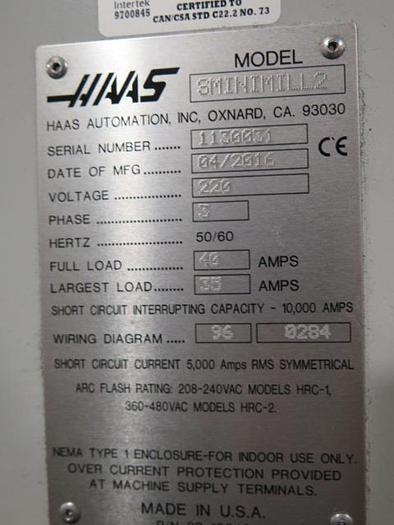 Intertek
9700845
CERTIFIED TO
CAN/CSA STD C22.2 NO. 73
HAAS
MODEL
SMINIMILL2
HAAS AUTOMATION, INC, OXNARD, CA. 93030
SERIAL NUMBER ...... 1130031
DATE OF MFG ........... 04/2016
VOLTAGE .................. 220
PHASE ..................... 3
HERTZ ..................... 50/60
FULL LOAD .............. 40 AMPS
LARGEST LOAD....... 35 AMPS
SHORT CIRCUIT INTERRUPTING CAPACITY - 10,000 AMPS
WIRING DIAGRAM ..... 96 0284
SHORT CIRCUIT CURRENT 5,000 Amps RMS SYMMETRICAL
ARC FLASH RATING: 208-240VAC MODELS HRC-1,
360-480VAC MODELS HRC-2.
NEMA TYPE 1 ENCLOSURE-FOR INDOOR USE ONLY.
OVER CURRENT PROTECTION PROVIDED
AT MACHINE SUPPLY TERMINALS.
MADE IN U.S.A.